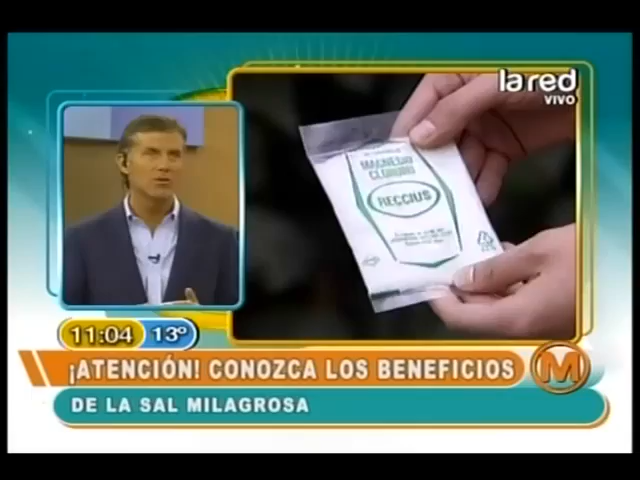 la red
VIVO
MAGNESIO
CLORURO
RECCIUS
11:04 13°
¡ATENCIÓN! CONOZCA LOS BENEFICIOS
M
DE LA SAL MILAGROSA